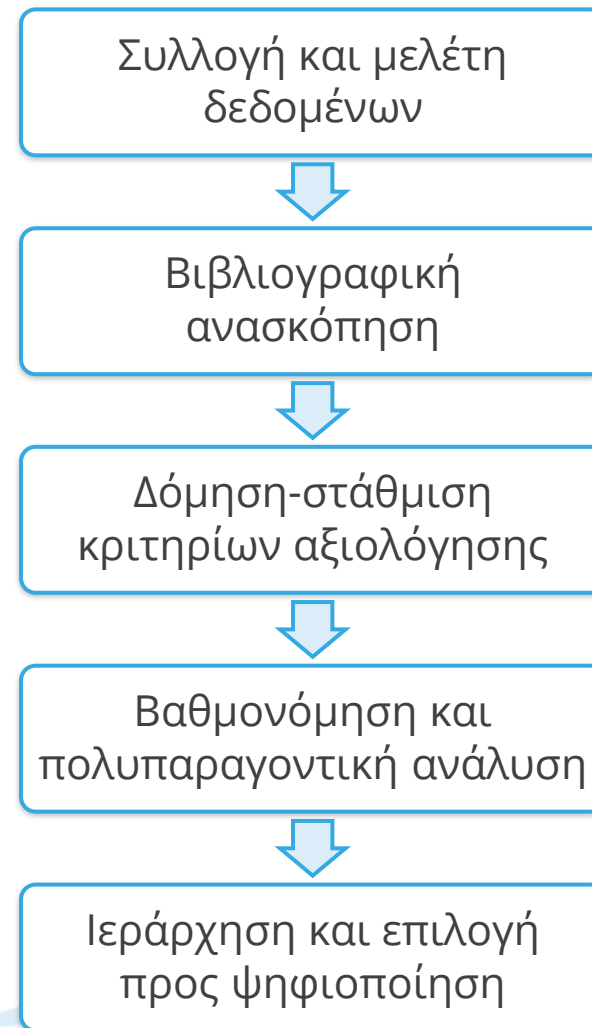 Συλλογή και μελέτη
δεδομένων
Βιβλιογραφική
ανασκόπηση
Δόμηση-στάθμιση
κριτηρίων αξιολόγησης
Βαθμονόμηση και
πολυπαραγοντική ανάλυση
Ιεράρχηση και επιλογή
προς ψηφιοποίηση